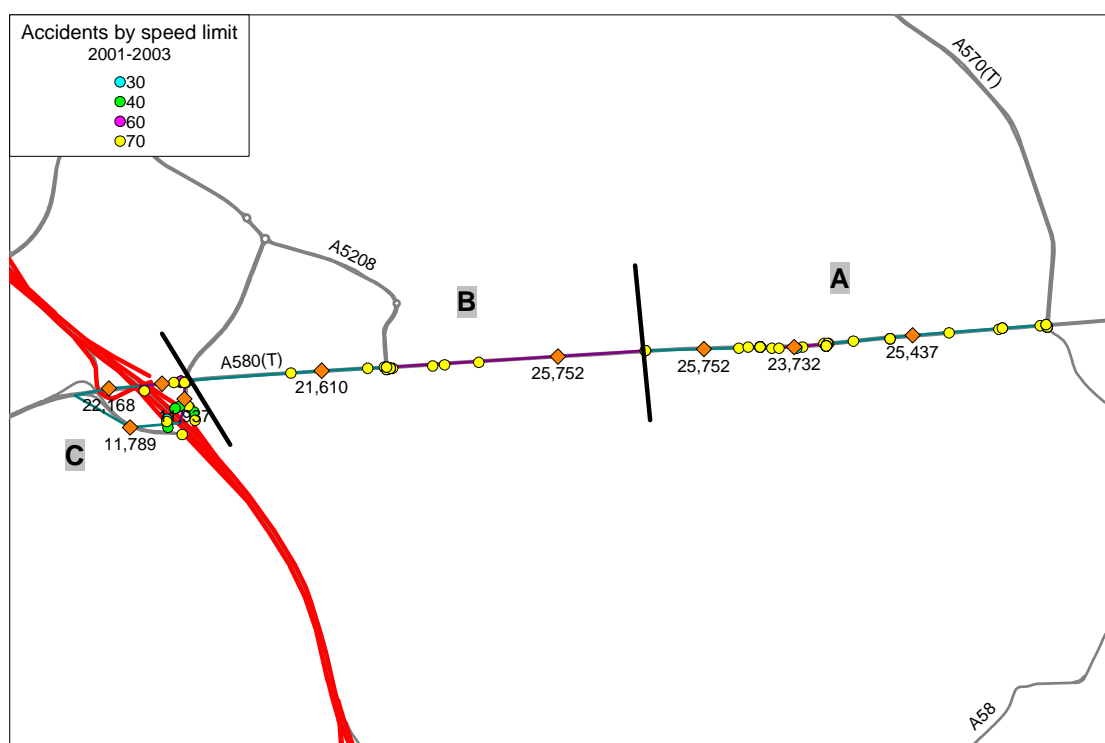 Accidents by speed limit
2001-2003
30
40
60
70
A570(T)
A5208
A
B
A580(T)
25,437
25,752
23,732
25,752
21,610
22,168
11,789
C
A58